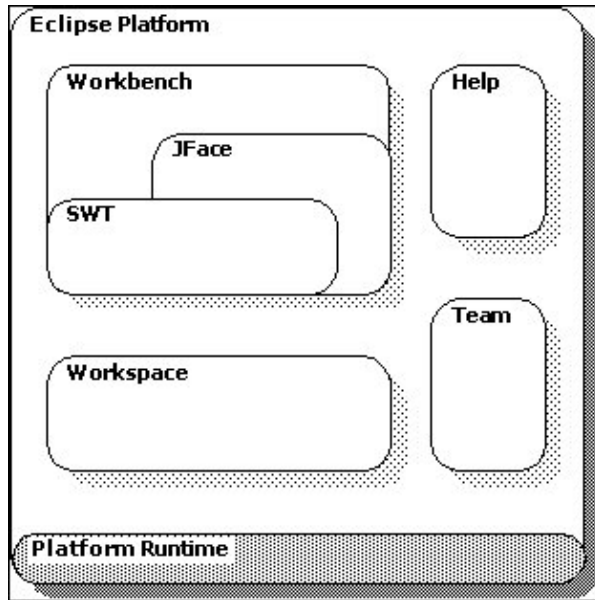 Eclipse Platform
Workbench
Help
JFace
SWT
Team
Workspace
Platform Runtime